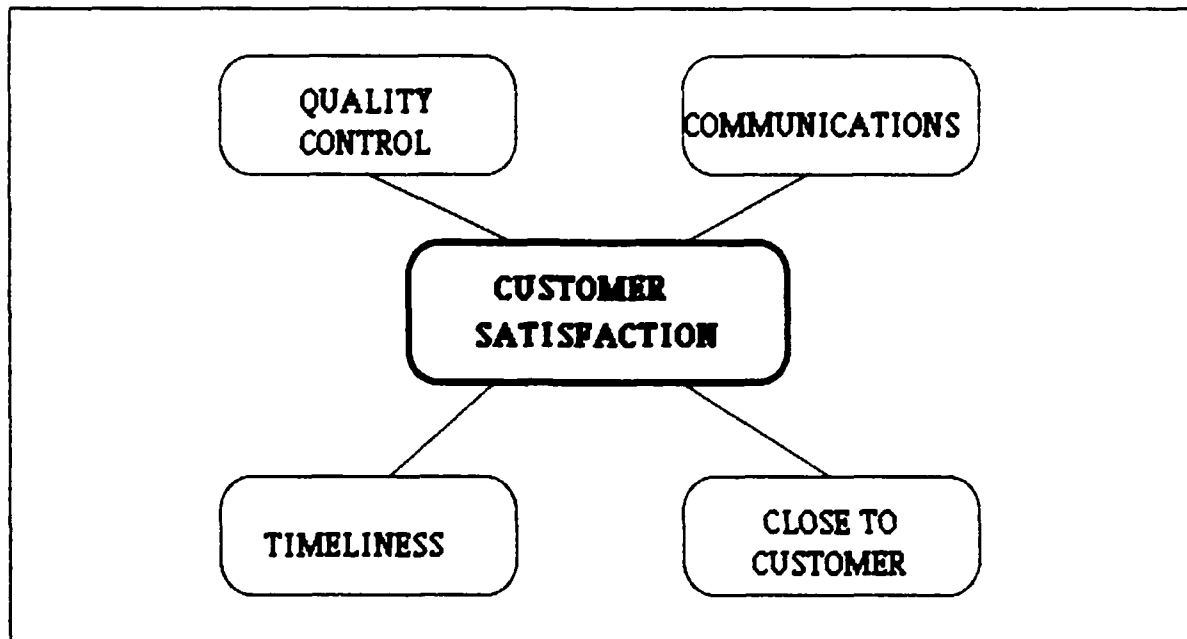 QUALITY
CONTROL
COMMUNICATIONS
CUSTOMER
SATISFACTION
TIMELINESS
CLOSE TO
CUSTOMER